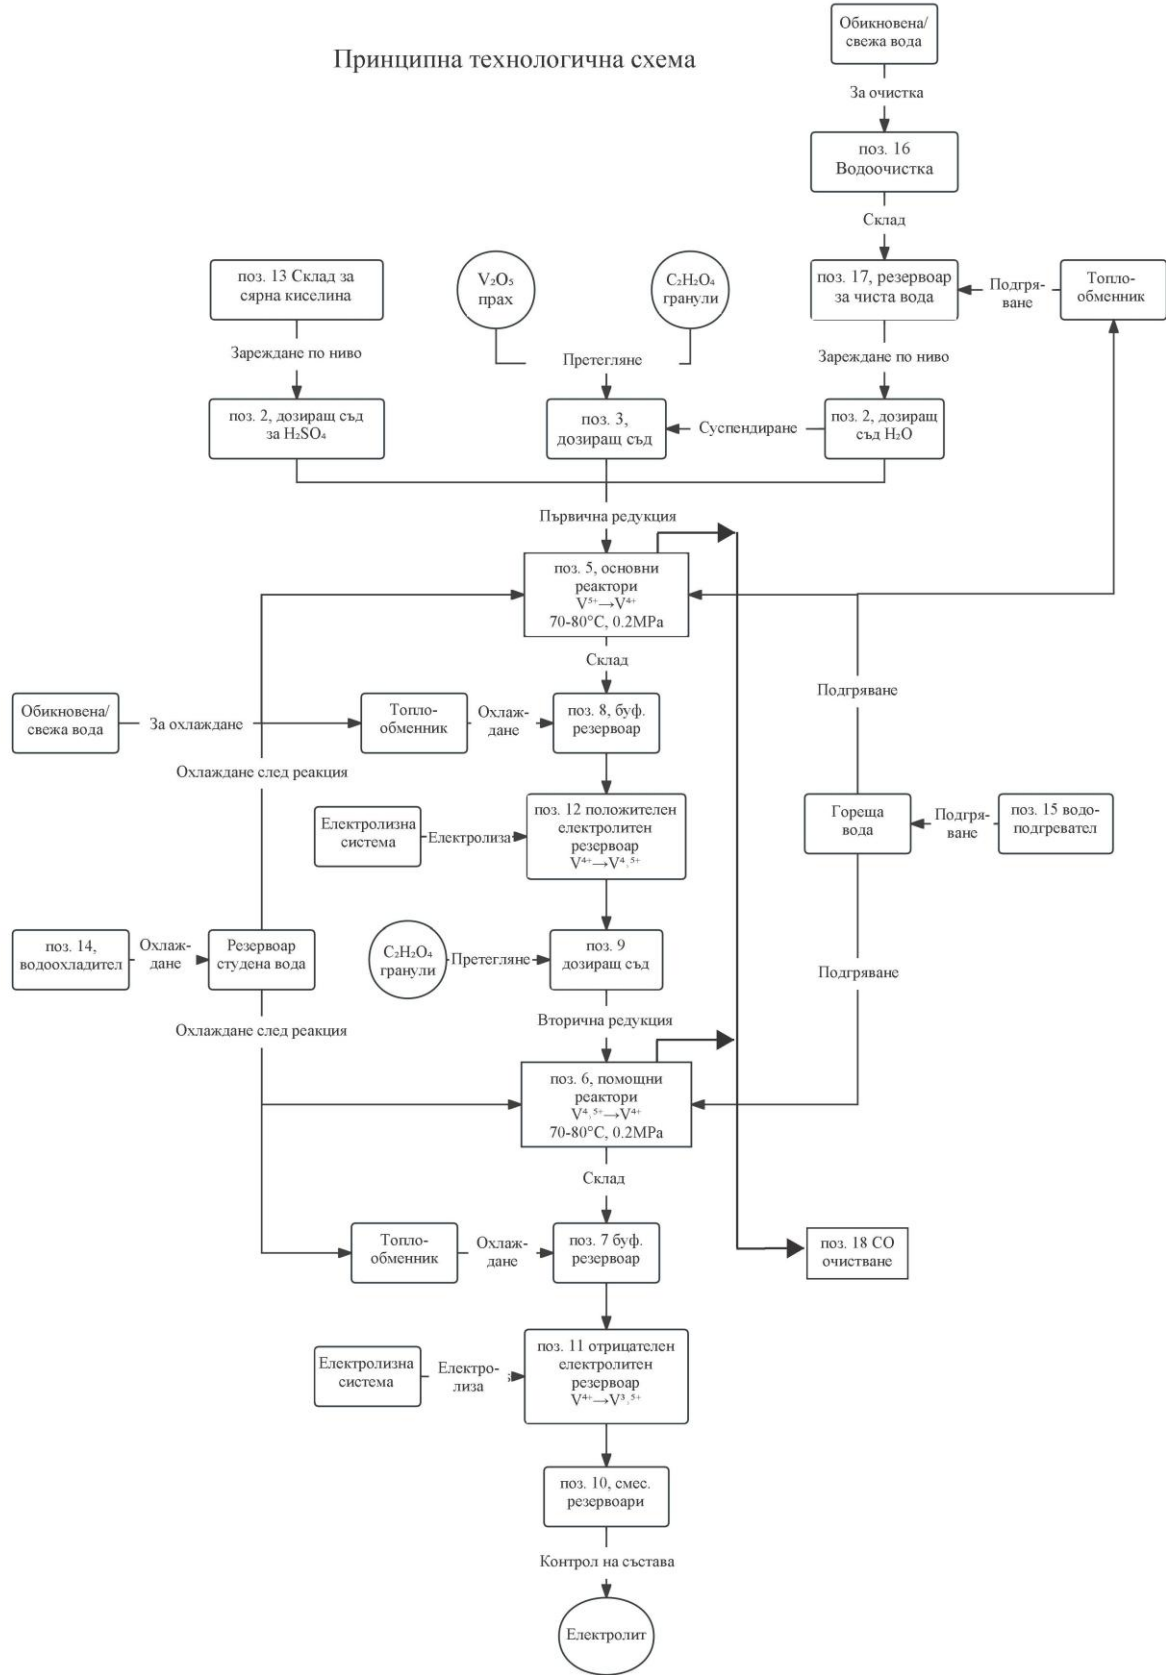 Принципна технологична схема
Обикновена/
свежа вода
За очистка
поз. 16
Водоочистка
Склад
поз. 13 Склад за
сярна киселина
V₂O₅
прах
C₂H₂O₄
гранули
поз. 17, резервоар
за чиста вода
Подгря-
ване
Топло-
обменник
Зареждане по ниво
Претегляне
Зареждане по ниво
поз. 2, дозиращ съд
за H₂SO₄
поз. 3,
дозиращ съд
Суспендиране
поз. 2, дозиращ
съд H₂O
Първична редукция
поз. 5, основни
реактори
V⁵⁺→V⁴⁺
70-80°C, 0.2MPa
Склад
Подгряване
Обикновена/
свежа вода
За охлаждане
Топло-
обменник
Охлаж-
дане
поз. 8, буф.
резервоар
Охлаждане след реакция
Електролизна
система
Електролиза
поз. 12 положителен
електролитен
резервоар
V⁴⁺→V⁴·⁵⁺
Гореща
вода
Подгря-
ване
поз. 15 водо-
подгревател
поз. 14,
водоохладител
Охлаж-
дане
Резервоар
студена вода
C₂H₂O₄
гранули
Претегляне
поз. 9
дозиращ съд
Подгряване
Охлаждане след реакция
Вторична редукция
поз. 6, помощни
реактори
V⁴·⁵⁺→V⁴⁺
70-80°C, 0.2MPa
Склад
Топло-
обменник
Охлаж-
дане
поз. 7 буф.
резервоар
поз. 18 CO
очистване
Електролизна
система
Електро-
лиза
поз. 11 отрицателен
електролитен
резервоар
V⁴⁺→V³·⁵⁺
поз. 10, смес.
резервоари
Контрол на състава
Електролит